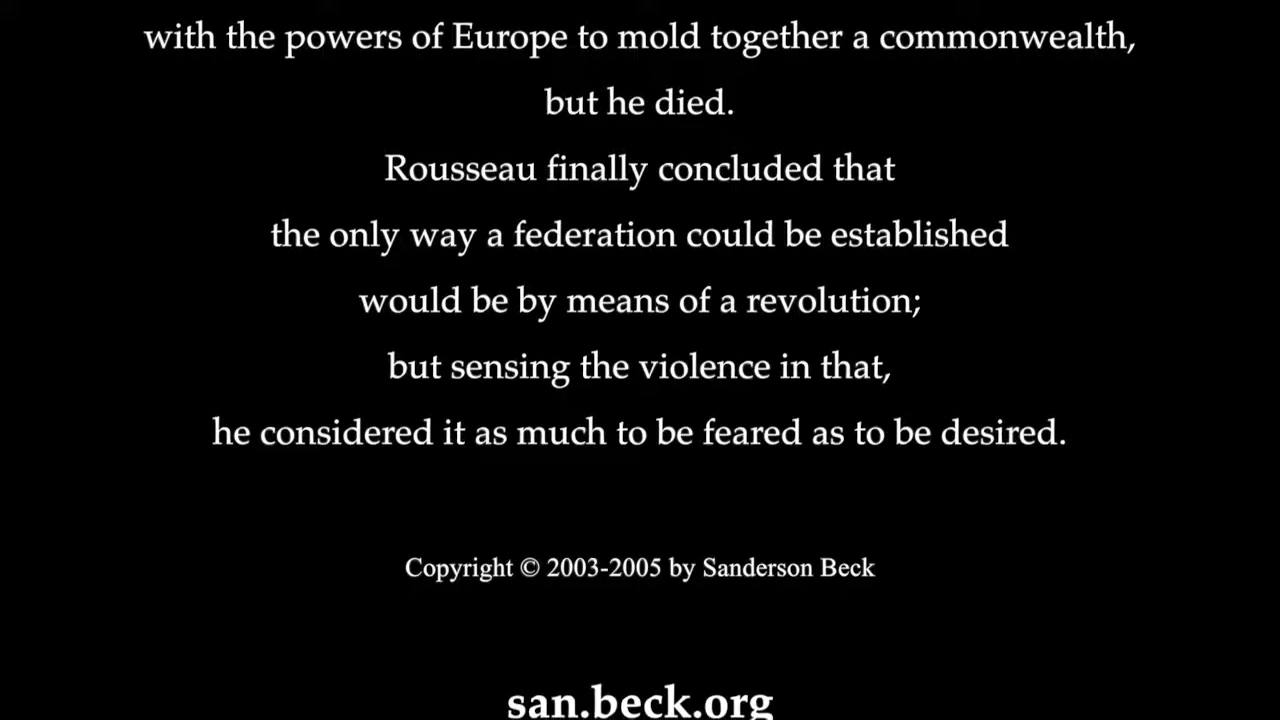 with the powers of Europe to mold together a commonwealth,
but he died.
Rousseau finally concluded that
the only way a federation could be established
would be by means of a revolution;
but sensing the violence in that,
he considered it as much to be feared as to be desired.
Copyright © 2003-2005 by Sanderson Beck
san.beck.org